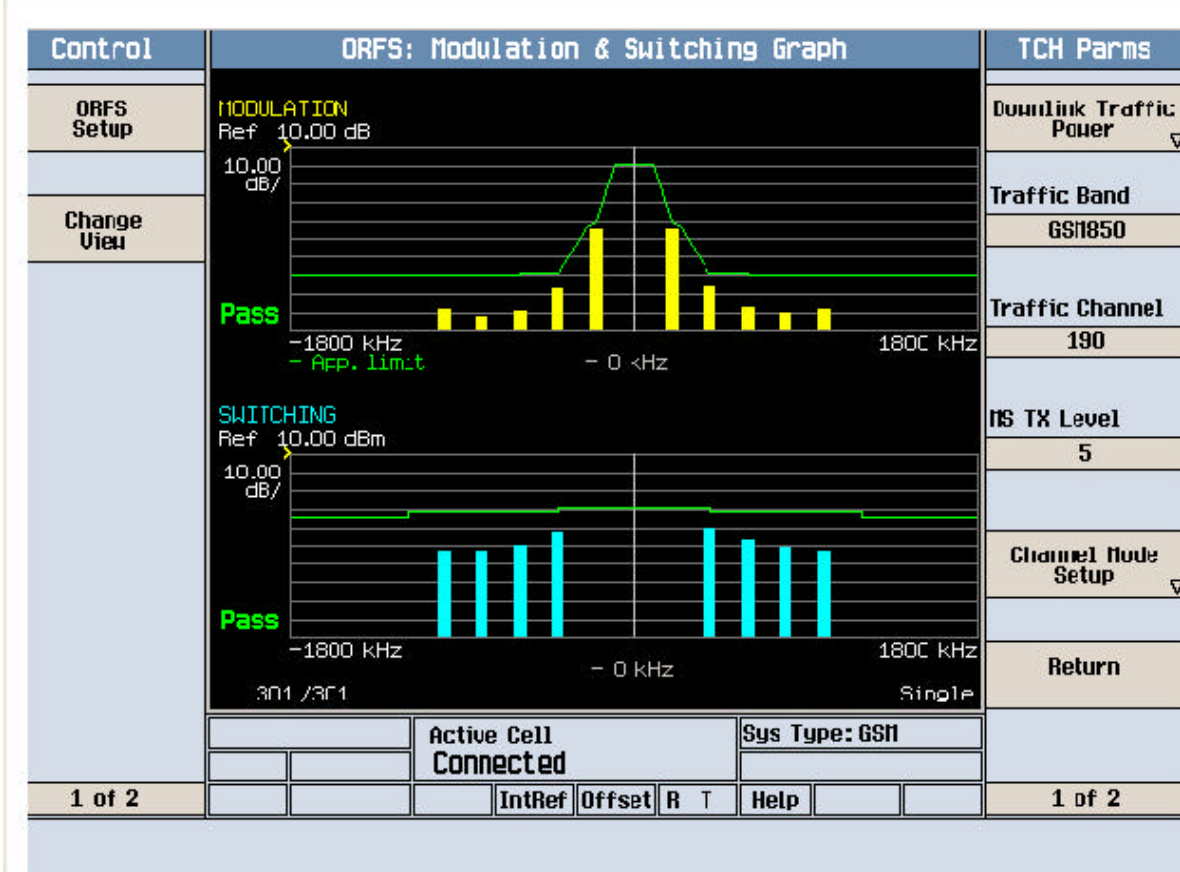 Control
ORFS: Modulation & Switching Graph
TCH Parms
ORFS
Setup
Change
View
1 of 2
MODULATION
Ref 10.00 dB
10.00
dB/
Pass
-1800 kHz
1800 kHz
- App. limit
- 0 kHz
SWITCHING
Ref 10.00 dBm
10.00
dB/
Pass
-1800 kHz
1800 kHz
- 0 kHz
301 /301
Single
Active Cell
Connected
Sys Type: GSM
IntRef
Offset
R T
Help
Downlink Traffic
Power
Traffic Band
GSM850
Traffic Channel
190
MS TX Level
5
Channel Mode
Setup
Return
1 of 2